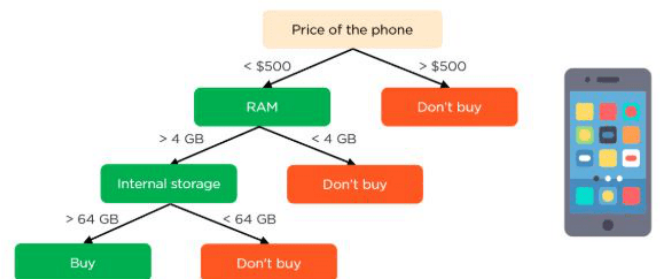 Price of the phone
< $500
> $500
RAM
Don't buy
> 4 GB
< 4 GB
Internal storage
Don't buy
> 64 GB
< 64 GB
Buy
Don't buy